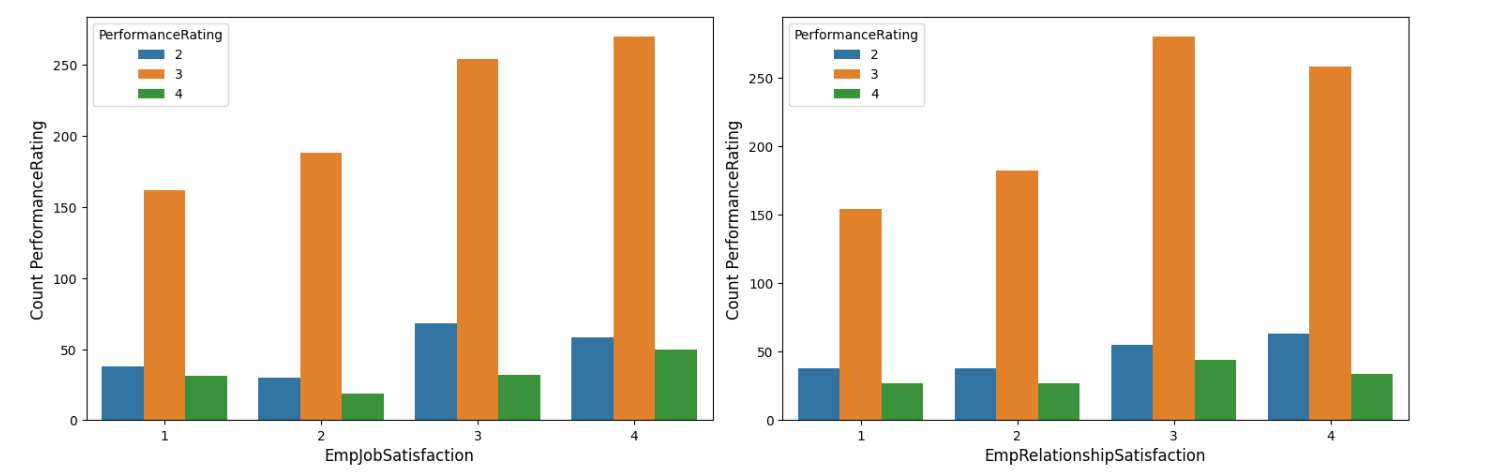 PerformanceRating
2
3
4
250
200
150
100
50
0
Count PerformanceRating
1 2 3 4
EmpJobSatisfaction
PerformanceRating
2
3
4
250
200
150
100
50
0
Count PerformanceRating
1 2 3 4
EmpRelationshipSatisfaction